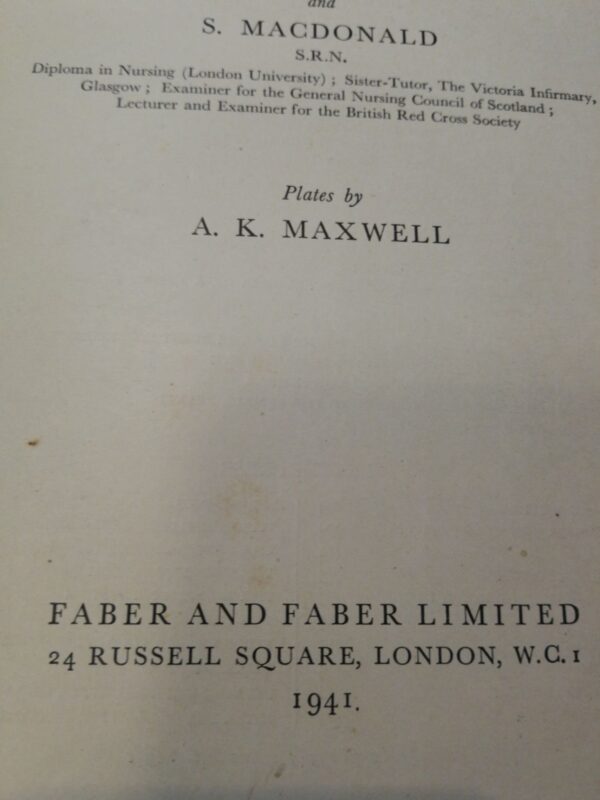 and
S. MACDONALD
S.R.N.
Diploma in Nursing (London University) ; Sister-Tutor, The Victoria Infirmary,
Glasgow ; Examiner for the General Nursing Council of Scotland ;
Lecturer and Examiner for the British Red Cross Society
Plates by
A. K. MAXWELL
FABER AND FABER LIMITED
24 RUSSELL SQUARE, LONDON, W.C.1
1941.